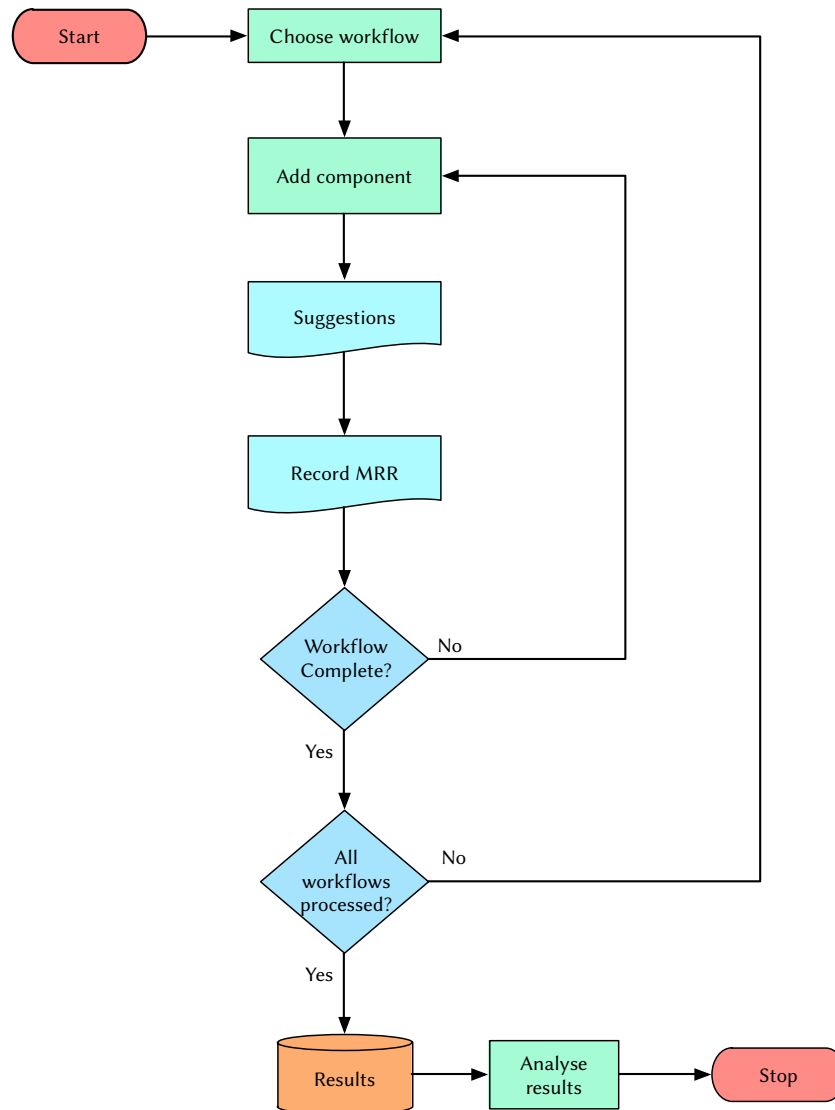 Start
Choose workflow
Add component
Suggestions
Record MRR
Workflow
Complete?
No
Yes
All
workflows
processed?
No
Yes
Results
Analyse
results
Stop